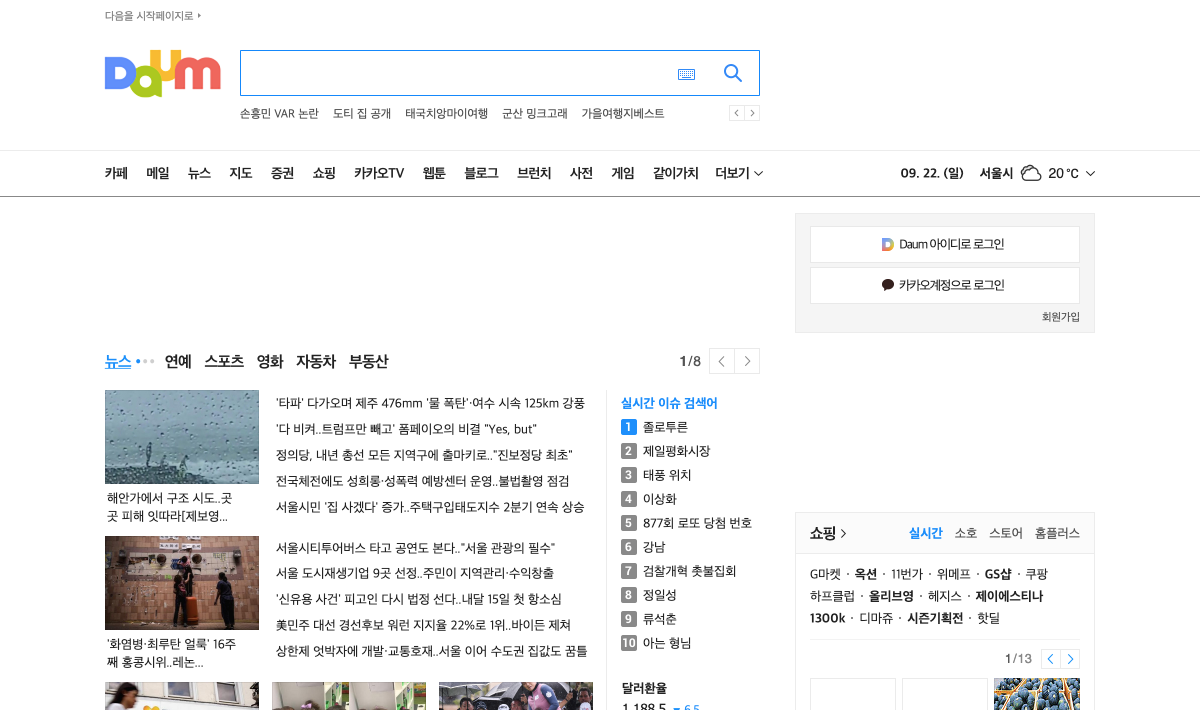 다음을 시작페이지로
Daum
손흥민 VAR 논란 도티 집 공개 태국치앙마이여행 군산 밍크고래 가을여행지베스트
카페 메일 뉴스 지도 증권 쇼핑 카카오TV 웹툰 블로그 브런치 사전 게임 같이가치 더보기
09. 22. (일) 서울시 20 °C
Daum 아이디로 로그인
카카오계정으로 로그인
회원가입
뉴스 연예 스포츠 영화 자동차 부동산 1/8
해안가에서 구조 시도..곳
곳 피해 잇따라[제보영...
'화염병·최루탄 얼룩' 16주
째 홍콩시위..레논...
'타파' 다가오며 제주 476mm '물 폭탄'·여수 시속 125km 강풍
'다 비켜..트럼프만 빼고' 폼페이오의 비결 "Yes, but"
정의당, 내년 총선 모든 지역구에 출마키로.."진보정당 최초"
전국체전에도 성희롱·성폭력 예방센터 운영..불법촬영 점검
서울시민 '집 사겠다' 증가..주택구입태도지수 2분기 연속 상승
서울시티투어버스 타고 공연도 본다.."서울 관광의 필수"
서울 도시재생기업 9곳 선정..주민이 지역관리·수익창출
'신유용 사건' 피고인 다시 법정 선다..내달 15일 첫 항소심
美민주 대선 경선후보 워런 지지율 22%로 1위..바이든 제쳐
상한제 엇박자에 개발·교통호재..서울 이어 수도권 집값도 꿈틀
실시간 이슈 검색어
1 졸로투른
2 제일평화시장
3 태풍 위치
4 이상화
5 877회 로또 당첨 번호
6 강남
7 검찰개혁 촛불집회
8 정일성
9 류석춘
10 아는 형님
달러환율
1,188.5 6.5
쇼핑 실시간 소호 스토어 홈플러스
G마켓 · 옥션 · 11번가 · 위메프 · GS샵 · 쿠팡
하프클럽 · 올리브영 · 헤지스 · 제이에스티나
1300k · 디마쥬 · 시즌기획전 · 핫딜
1/13